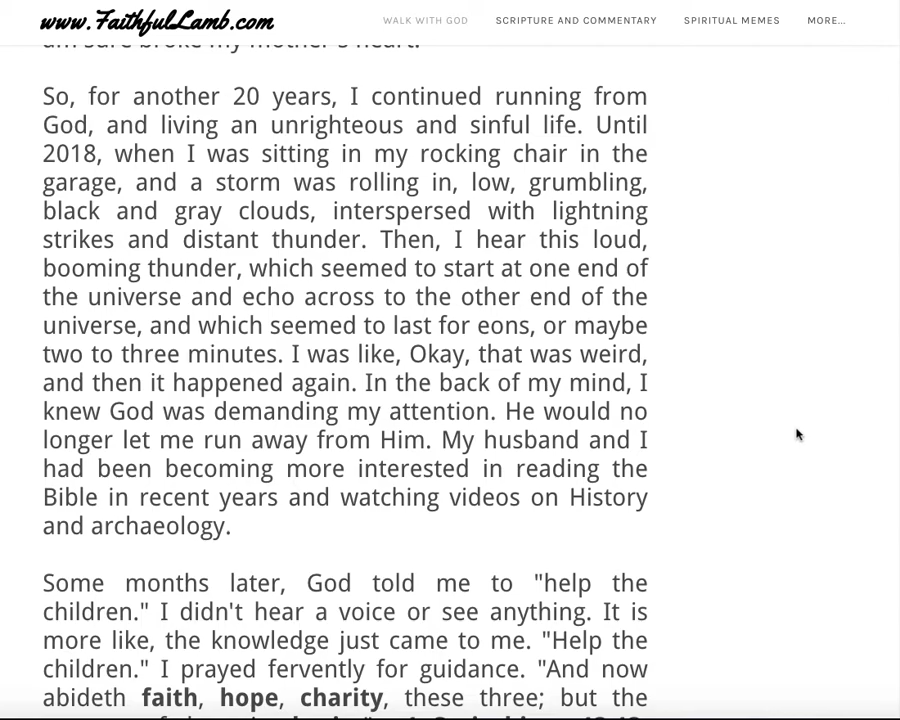 www.FaithfulLamb.com
WALK WITH GOD SCRIPTURE AND COMMENTARY SPIRITUAL MEMES MORE...
am sure broke my mother's heart.
So, for another 20 years, I continued running from
God, and living an unrighteous and sinful life. Until
2018, when I was sitting in my rocking chair in the
garage, and a storm was rolling in, low, grumbling,
black and gray clouds, interspersed with lightning
strikes and distant thunder. Then, I hear this loud,
booming thunder, which seemed to start at one end of
the universe and echo across to the other end of the
universe, and which seemed to last for eons, or maybe
two to three minutes. I was like, Okay, that was weird,
and then it happened again. In the back of my mind, I
knew God was demanding my attention. He would no
longer let me run away from Him. My husband and I
had been becoming more interested in reading the
Bible in recent years and watching videos on History
and archaeology.
Some months later, God told me to "help the
children." I didn't hear a voice or see anything. It is
more like, the knowledge just came to me. "Help the
children." I prayed fervently for guidance. "And now
abideth faith, hope, charity, these three; but the